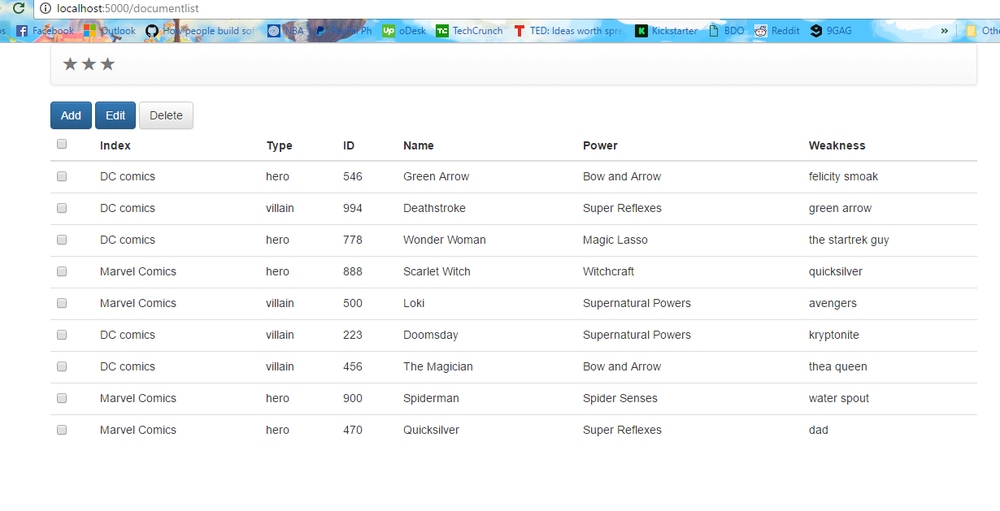 localhost:5000/documentlist
Facebook Outlook How people build sof NBA PayPal Ph Up oDesk TC TechCrunch T TED: Ideas worth spre K Kickstarter BDO Reddit 9 9GAG » Othe
★★★
Add Edit Delete
Index Type ID Name Power Weakness
DC comics hero 546 Green Arrow Bow and Arrow felicity smoak
DC comics villain 994 Deathstroke Super Reflexes green arrow
DC comics hero 778 Wonder Woman Magic Lasso the startrek guy
Marvel Comics hero 888 Scarlet Witch Witchcraft quicksilver
Marvel Comics villain 500 Loki Supernatural Powers avengers
DC comics villain 223 Doomsday Supernatural Powers kryptonite
DC comics villain 456 The Magician Bow and Arrow thea queen
Marvel Comics hero 900 Spiderman Spider Senses water spout
Marvel Comics hero 470 Quicksilver Super Reflexes dad